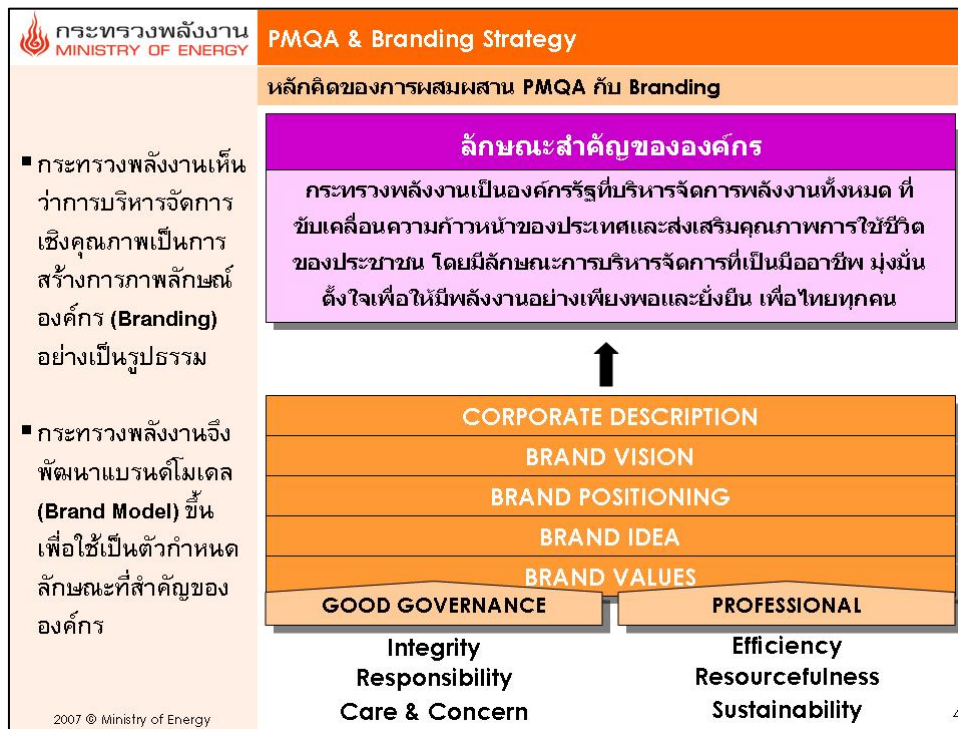 กระทรวงพลังงาน
MINISTRY OF ENERGY
PMQA & Branding Strategy
หลักคิดของการผสมผสาน PMQA กับ Branding
▪ กระทรวงพลังงานเห็น
ว่าการบริหารจัดการ
เชิงคุณภาพเป็นการ
สร้างการภาพลักษณ์
องค์กร (Branding)
อย่างเป็นรูปธรรม
▪ กระทรวงพลังงานจึง
พัฒนาแบรนด์โมเดล
(Brand Model) ขึ้น
เพื่อใช้เป็นตัวกำหนด
ลักษณะที่สำคัญของ
องค์กร
ลักษณะสำคัญขององค์กร
กระทรวงพลังงานเป็นองค์กรรัฐที่บริหารจัดการพลังงานทั้งหมด ที่
ขับเคลื่อนความก้าวหน้าของประเทศและส่งเสริมคุณภาพการใช้ชีวิต
ของประชาชน โดยมีลักษณะการบริหารจัดการที่เป็นมืออาชีพ มุ่งมั่น
ตั้งใจเพื่อให้มีพลังงานอย่างเพียงพอและยั่งยืน เพื่อไทยทุกคน
CORPORATE DESCRIPTION
BRAND VISION
BRAND POSITIONING
BRAND IDEA
BRAND VALUES
GOOD GOVERNANCE
Integrity
Responsibility
Care & Concern
PROFESSIONAL
Efficiency
Resourcefulness
Sustainability
2007 © Ministry of Energy
4